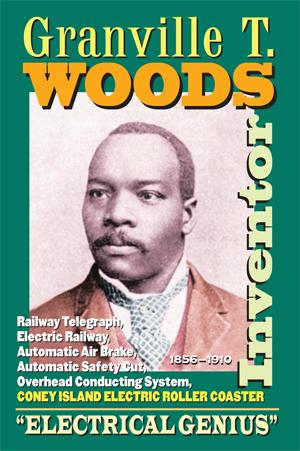 Granville T.
WOODS
Inventor
Railway Telegraph,
Electric Railway,
Automatic Air Brake,
1856–1910
Automatic Safety Cut,
Overhead Conducting System,
CONEY ISLAND ELECTRIC ROLLER COASTER
“ELECTRICAL GENIUS”